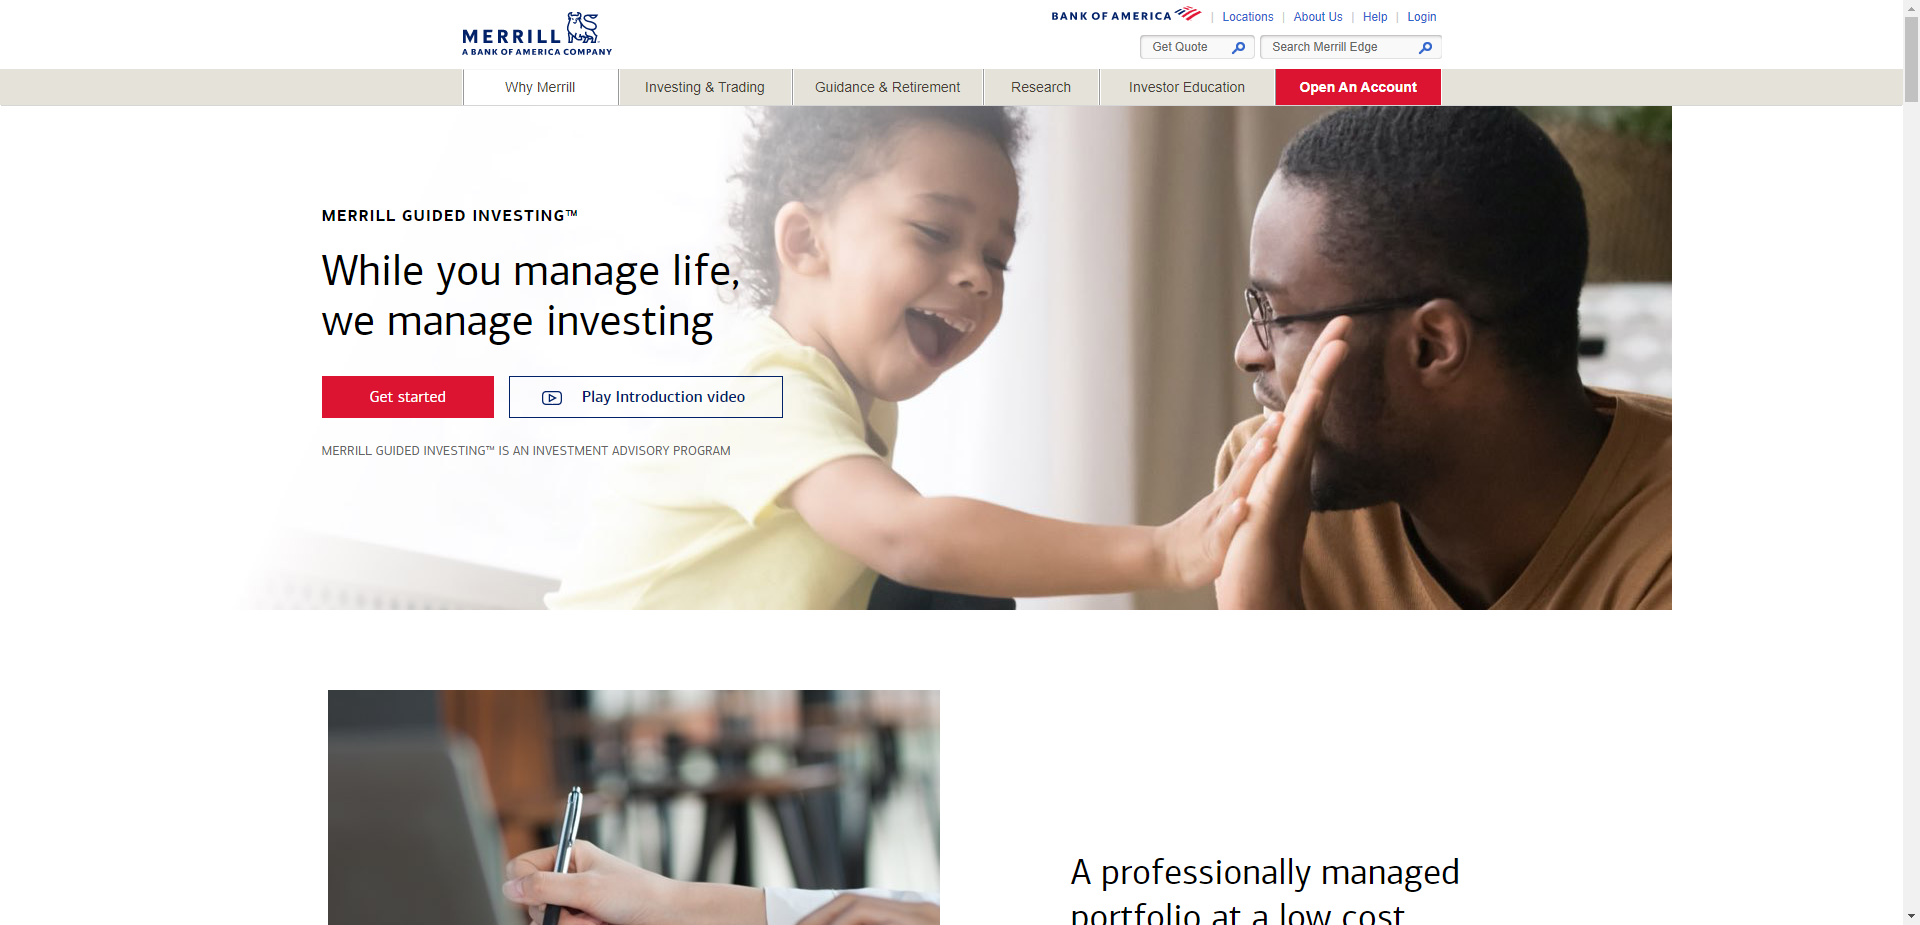 MERRILL
A BANK OF AMERICA COMPANY
BANK OF AMERICA
Locations
About Us
Help
Login
Get Quote
Search Merrill Edge
Why Merrill
Investing & Trading
Guidance & Retirement
Research
Investor Education
Open An Account
MERRILL GUIDED INVESTING™
While you manage life,
we manage investing
Get started
Play Introduction video
MERRILL GUIDED INVESTING™ IS AN INVESTMENT ADVISORY PROGRAM
A professionally managed
portfolio at a low cost